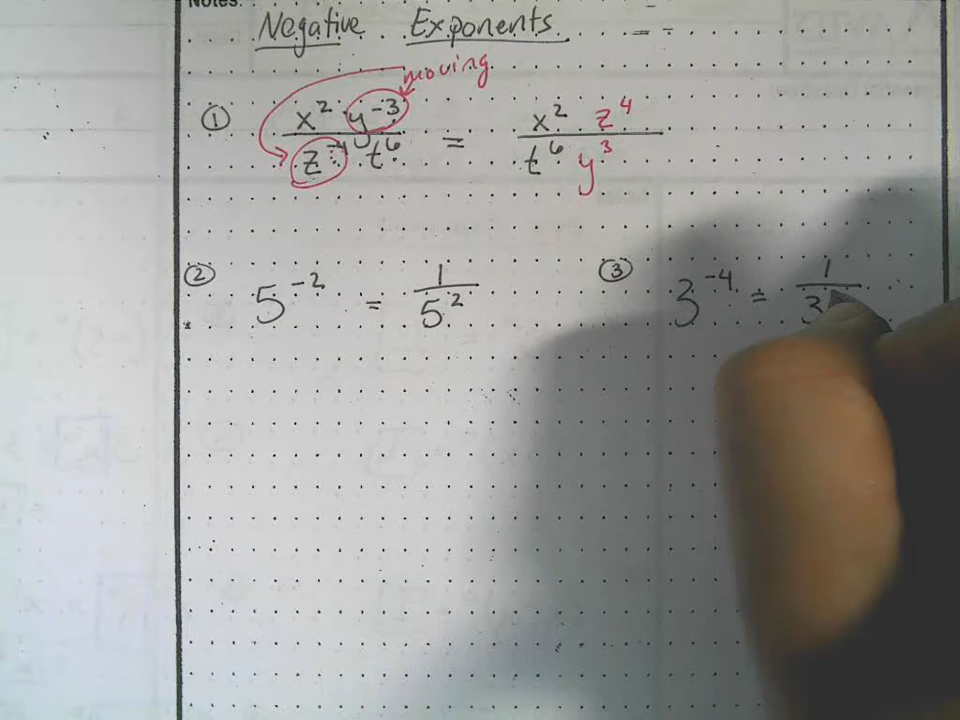 Notes:
Negative Exponents
moving
① x² y⁻³ / z⁻⁴ t⁶ = x² z⁴ / t⁶ y³
② 5⁻² = 1 / 5² ③ 3⁻⁴ = 1 / 3